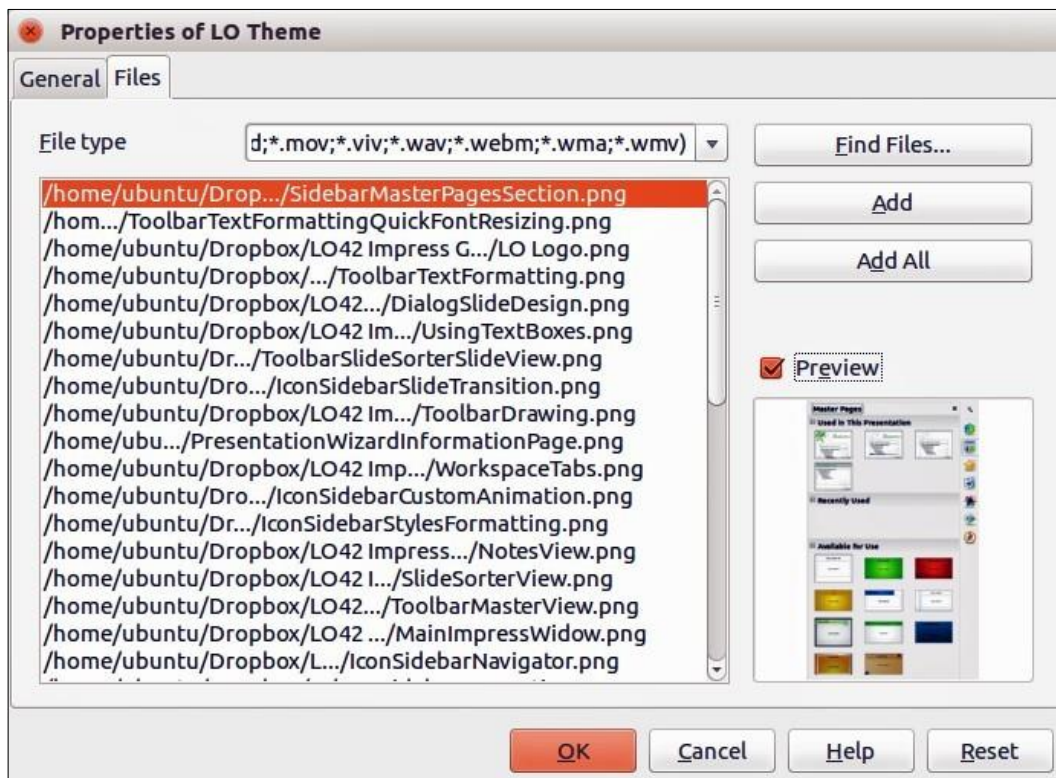 Properties of LO Theme
General Files
File type d;*.mov;*.viv;*.wav;*.webm;*.wma;*.wmv) Find Files...
/home/ubuntu/Drop.../SidebarMasterPagesSection.png
/hom.../ToolbarTextFormattingQuickFontResizing.png
/home/ubuntu/Dropbox/LO42 Impress G.../LO Logo.png
/home/ubuntu/Dropbox/.../ToolbarTextFormatting.png
/home/ubuntu/Dropbox/LO42.../DialogSlideDesign.png
/home/ubuntu/Dropbox/LO42 Im.../UsingTextBoxes.png
/home/ubuntu/Dr.../ToolbarSlideSorterSlideView.png
/home/ubuntu/Dro.../IconSidebarSlideTransition.png
/home/ubuntu/Dropbox/LO42 Im.../ToolbarDrawing.png
/home/ubu.../PresentationWizardInformationPage.png
/home/ubuntu/Dropbox/LO42 Imp.../WorkspaceTabs.png
/home/ubuntu/Dro.../IconSidebarCustomAnimation.png
/home/ubuntu/Dr.../IconSidebarStylesFormatting.png
/home/ubuntu/Dropbox/LO42 Impress.../NotesView.png
/home/ubuntu/Dropbox/LO42 I.../SlideSorterView.png
/home/ubuntu/Dropbox/LO42.../ToolbarMasterView.png
/home/ubuntu/Dropbox/LO42 .../MainImpressWidow.png
/home/ubuntu/Dropbox/L.../IconSidebarNavigator.png
Add
Add All
Preview
Master Pages
Used in This Presentation
Recently Used
Available for Use
OK Cancel Help Reset